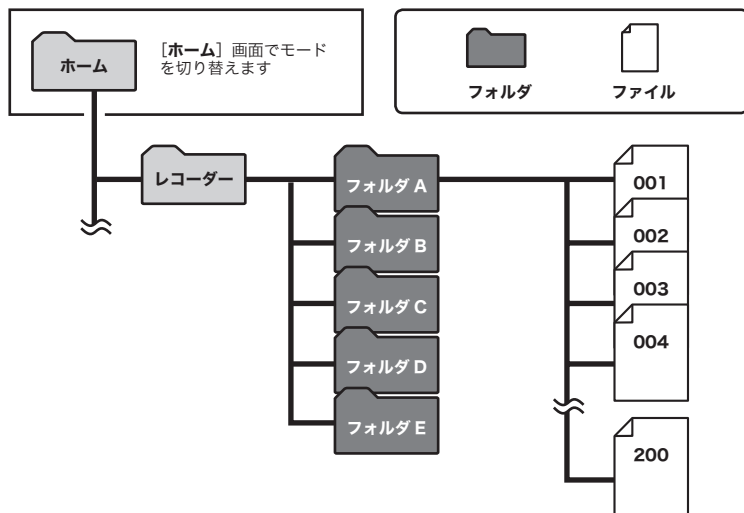 ホーム
[ホーム] 画面でモード
を切り替えます
フォルダ
ファイル
レコーダー
フォルダ A
フォルダ B
フォルダ C
フォルダ D
フォルダ E
001
002
003
004
200